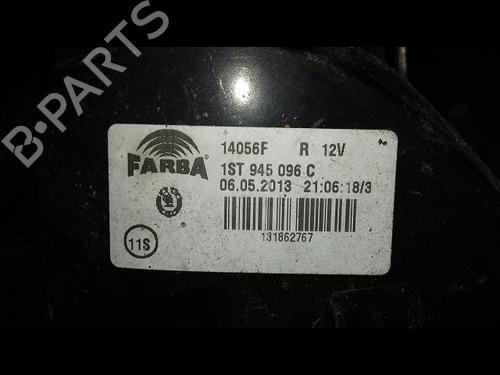 B-PARTS
FARBA
14056F R 12V
1ST 945 096 C
06.05.2013 21:06:18/3
11S
131862767